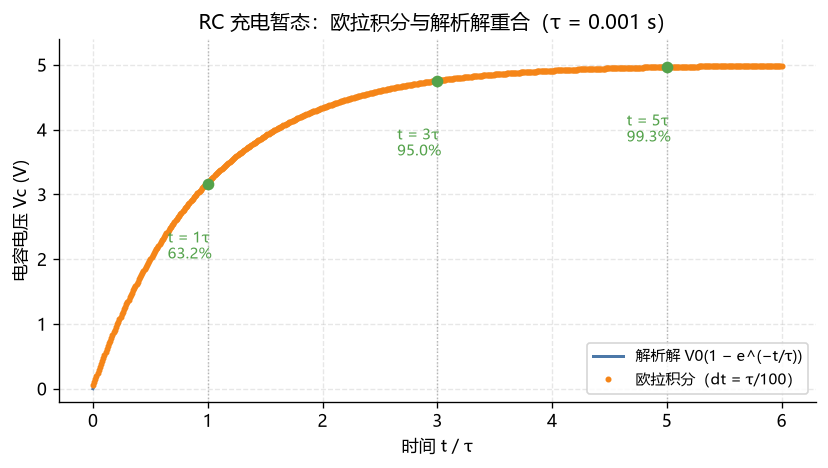 RC 充电暂态：欧拉积分与解析解重合（τ = 0.001 s）
电容电压 Vc (V)
5
4
3
2
1
0
t = 1τ
63.2%
t = 3τ
95.0%
t = 5τ
99.3%
解析解 V0(1 − e^(−t/τ))
欧拉积分（dt = τ/100）
0 1 2 3 4 5 6
时间 t / τ